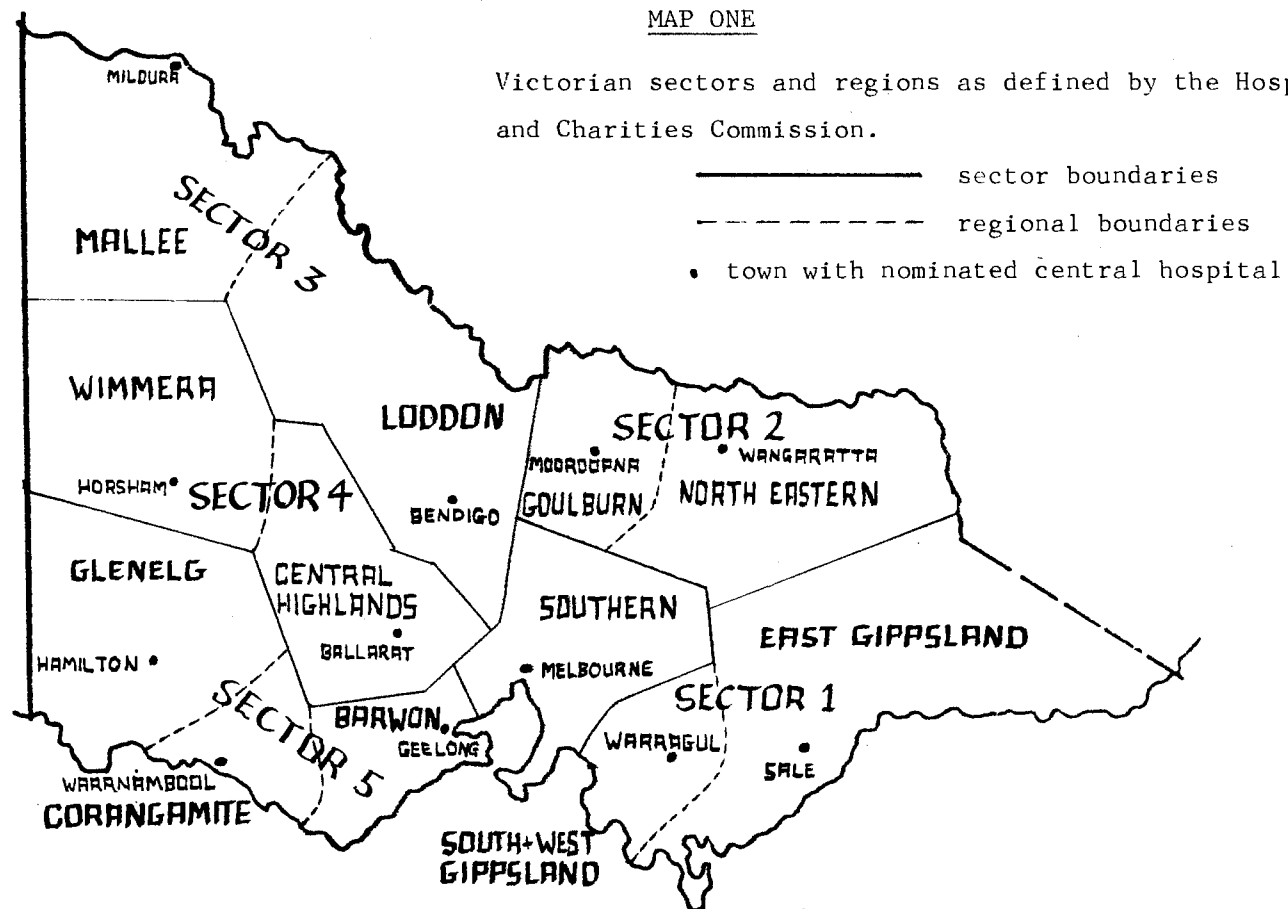 MAP ONE
Victorian sectors and regions as defined by the Hosp
and Charities Commission.
sector boundaries
regional boundaries
town with nominated central hospital
MILDURA
SECTOR 3
MALLEE
WIMMERA
LODDON
SECTOR 2
MOOROOPNA
WANGARATTA
HORSHAM
SECTOR 4
BENDIGO
GOULBURN
NORTH EASTERN
GLENELG
CENTRAL
HIGHLANDS
SOUTHERN
EAST GIPPSLAND
BALLARAT
HAMILTON
MELBOURNE
SECTOR 5
SECTOR 1
BARWON
GEELONG
WARRAGUL
SALE
WARRNAMBOOL
CORANGAMITE
SOUTH+WEST
GIPPSLAND